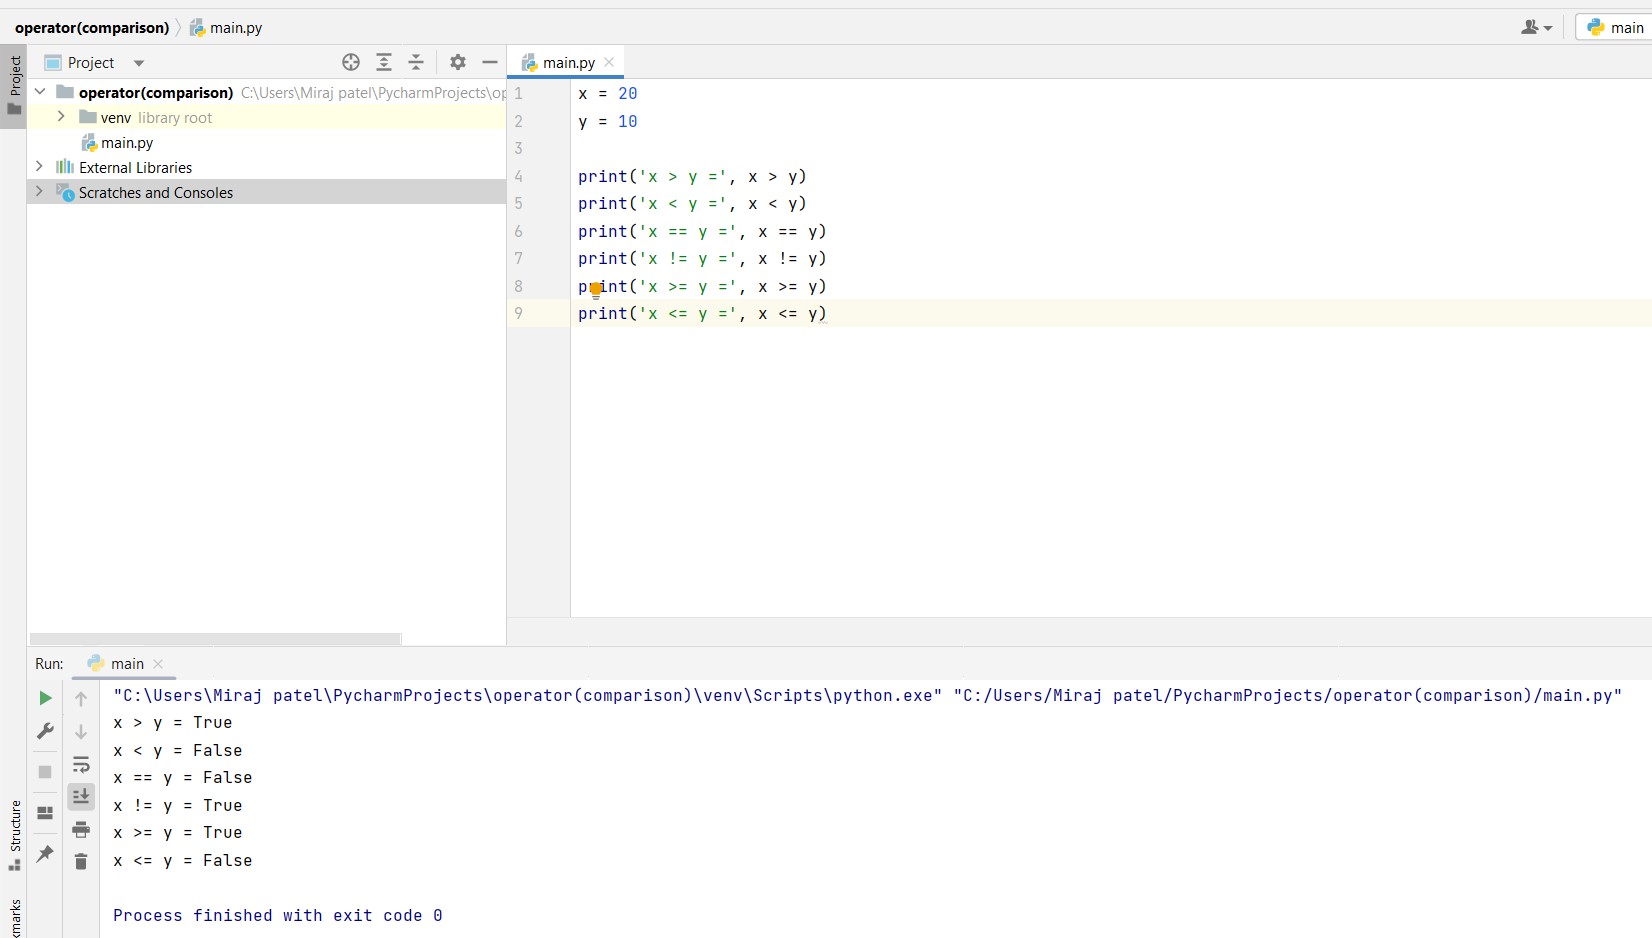 operator(comparison) main.py
main
Project
Project
main.py
operator(comparison) C:\Users\Miraj patel\PycharmProjects\op
venv library root
main.py
External Libraries
Scratches and Consoles
1 x = 20
2 y = 10
3
4 print('x > y =', x > y)
5 print('x < y =', x < y)
6 print('x == y =', x == y)
7 print('x != y =', x != y)
8 print('x >= y =', x >= y)
9 print('x <= y =', x <= y)
Run: main
"C:\Users\Miraj patel\PycharmProjects\operator(comparison)\venv\Scripts\python.exe" "C:/Users/Miraj patel/PycharmProjects/operator(comparison)/main.py"
x > y = True
x < y = False
x == y = False
x != y = True
x >= y = True
x <= y = False
Process finished with exit code 0
Structure
kmarks